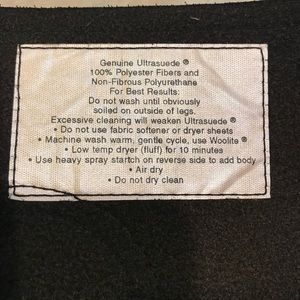 Genuine Ultrasuede ®
100% Polyester Fibers and
Non-Fibrous Polyurethane
For Best Results:
Do not wash until obviously
soiled on outside of legs.
Excessive cleaning will weaken Ultrasuede ®
• Do not use fabric softener or dryer sheets
• Machine wash warm, gentle cycle, use Woolite ®
• Low temp dryer (fluff) for 10 minutes
• Use heavy spray startch on reverse side to add body
• Air dry
• Do not dry clean